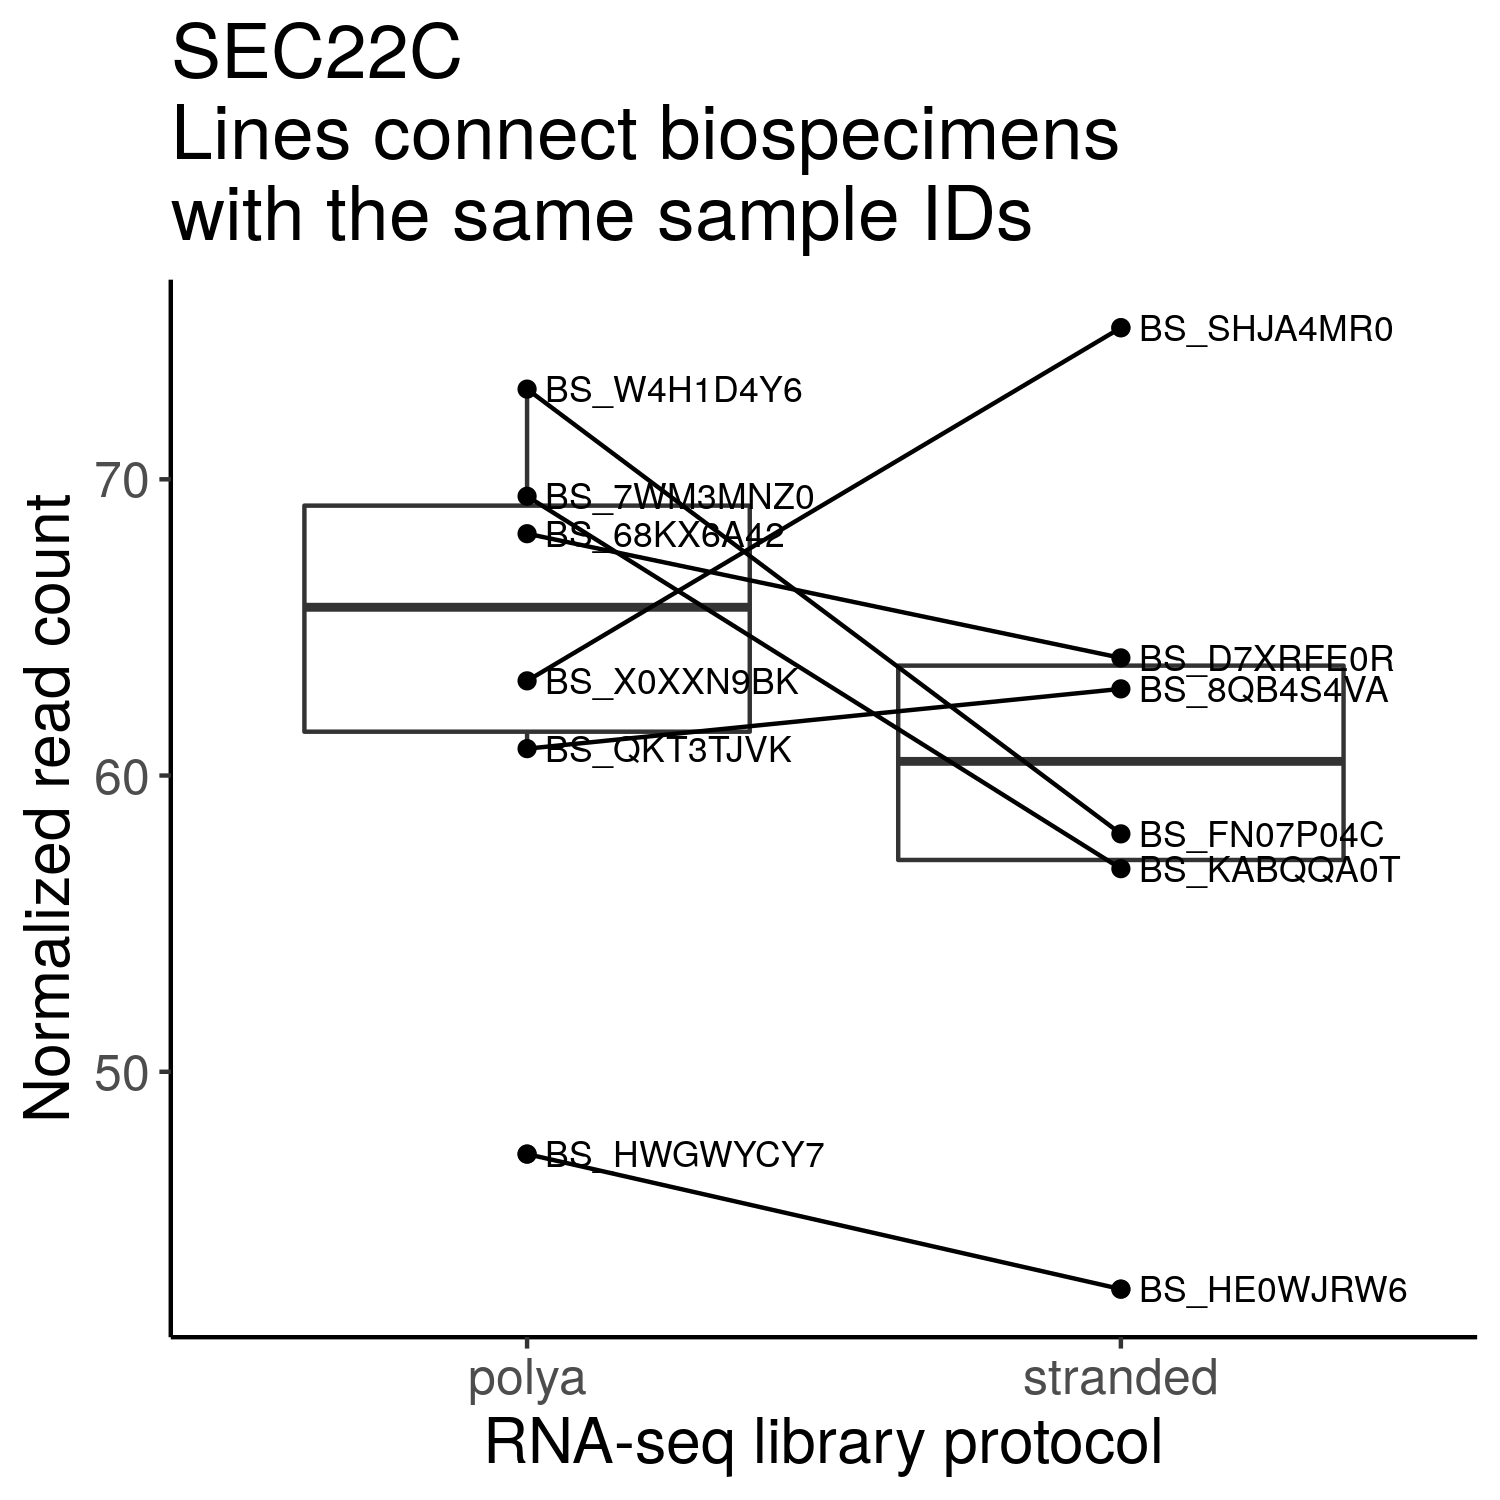 SEC22C
Lines connect biospecimens
with the same sample IDs
Normalized read count
70
60
50
BS_SHJA4MR0
BS_W4H1D4Y6
BS_7WM3MNZ0
BS_68KX6A42
BS_D7XRFE0R
BS_X0XXN9BK
BS_8QB4S4VA
BS_QKT3TJVK
BS_FN07P04C
BS_KABQQA0T
BS_HWGWYCY7
BS_HE0WJRW6
polya
stranded
RNA-seq library protocol